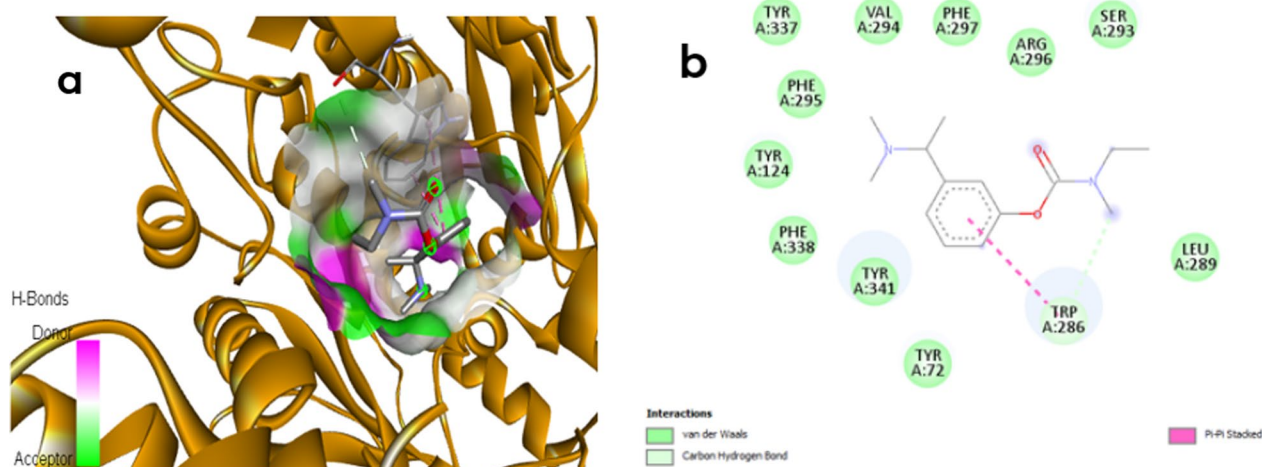 a
H-Bonds
Donor
Acceptor
b
TYR
A:337
VAL
A:294
PHE
A:297
ARG
A:296
SER
A:293
PHE
A:295
TYR
A:124
PHE
A:338
TYR
A:341
TYR
A:72
TRP
A:286
LEU
A:289
N
O
O
N
Interactions
van der Waals
Carbon Hydrogen Bond
Pi-Pi Stacked